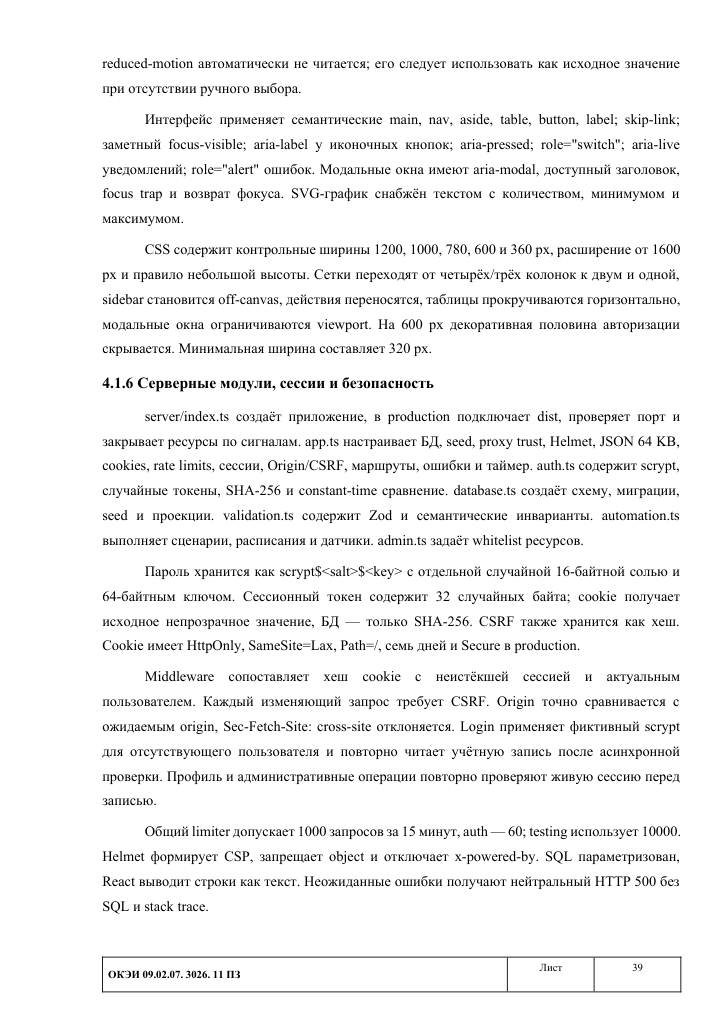 reduced-motion автоматически не читается; его следует использовать как исходное значение
при отсутствии ручного выбора.
Интерфейс применяет семантические main, nav, aside, table, button, label; skip-link;
заметный focus-visible; aria-label у иконочных кнопок; aria-pressed; role="switch"; aria-live
уведомлений; role="alert" ошибок. Модальные окна имеют aria-modal, доступный заголовок,
focus trap и возврат фокуса. SVG-график снабжён текстом с количеством, минимумом и
максимумом.
CSS содержит контрольные ширины 1200, 1000, 780, 600 и 360 px, расширение от 1600
px и правило небольшой высоты. Сетки переходят от четырёх/трёх колонок к двум и одной,
sidebar становится off-canvas, действия переносятся, таблицы прокручиваются горизонтально,
модальные окна ограничиваются viewport. На 600 px декоративная половина авторизации
скрывается. Минимальная ширина составляет 320 px.
4.1.6 Серверные модули, сессии и безопасность
server/index.ts создаёт приложение, в production подключает dist, проверяет порт и
закрывает ресурсы по сигналам. app.ts настраивает БД, seed, proxy trust, Helmet, JSON 64 KB,
cookies, rate limits, сессии, Origin/CSRF, маршруты, ошибки и таймер. auth.ts содержит scrypt,
случайные токены, SHA-256 и constant-time сравнение. database.ts создаёт схему, миграции,
seed и проекции. validation.ts содержит Zod и семантические инварианты. automation.ts
выполняет сценарии, расписания и датчики. admin.ts задаёт whitelist ресурсов.
Пароль хранится как scrypt$<salt>$<key> с отдельной случайной 16-байтной солью и
64-байтным ключом. Сессионный токен содержит 32 случайных байта; cookie получает
исходное непрозрачное значение, БД — только SHA-256. CSRF также хранится как хеш.
Cookie имеет HttpOnly, SameSite=Lax, Path=/, семь дней и Secure в production.
Middleware сопоставляет хеш cookie с неистёкшей сессией и актуальным
пользователем. Каждый изменяющий запрос требует CSRF. Origin точно сравнивается с
ожидаемым origin, Sec-Fetch-Site: cross-site отклоняется. Login применяет фиктивный scrypt
для отсутствующего пользователя и повторно читает учётную запись после асинхронной
проверки. Профиль и административные операции повторно проверяют живую сессию перед
записью.
Общий limiter допускает 1000 запросов за 15 минут, auth — 60; testing использует 10000.
Helmet формирует CSP, запрещает object и отключает x-powered-by. SQL параметризован,
React выводит строки как текст. Неожиданные ошибки получают нейтральный HTTP 500 без
SQL и stack trace.
ОКЭИ 09.02.07. 3026. 11 ПЗ
Лист
39